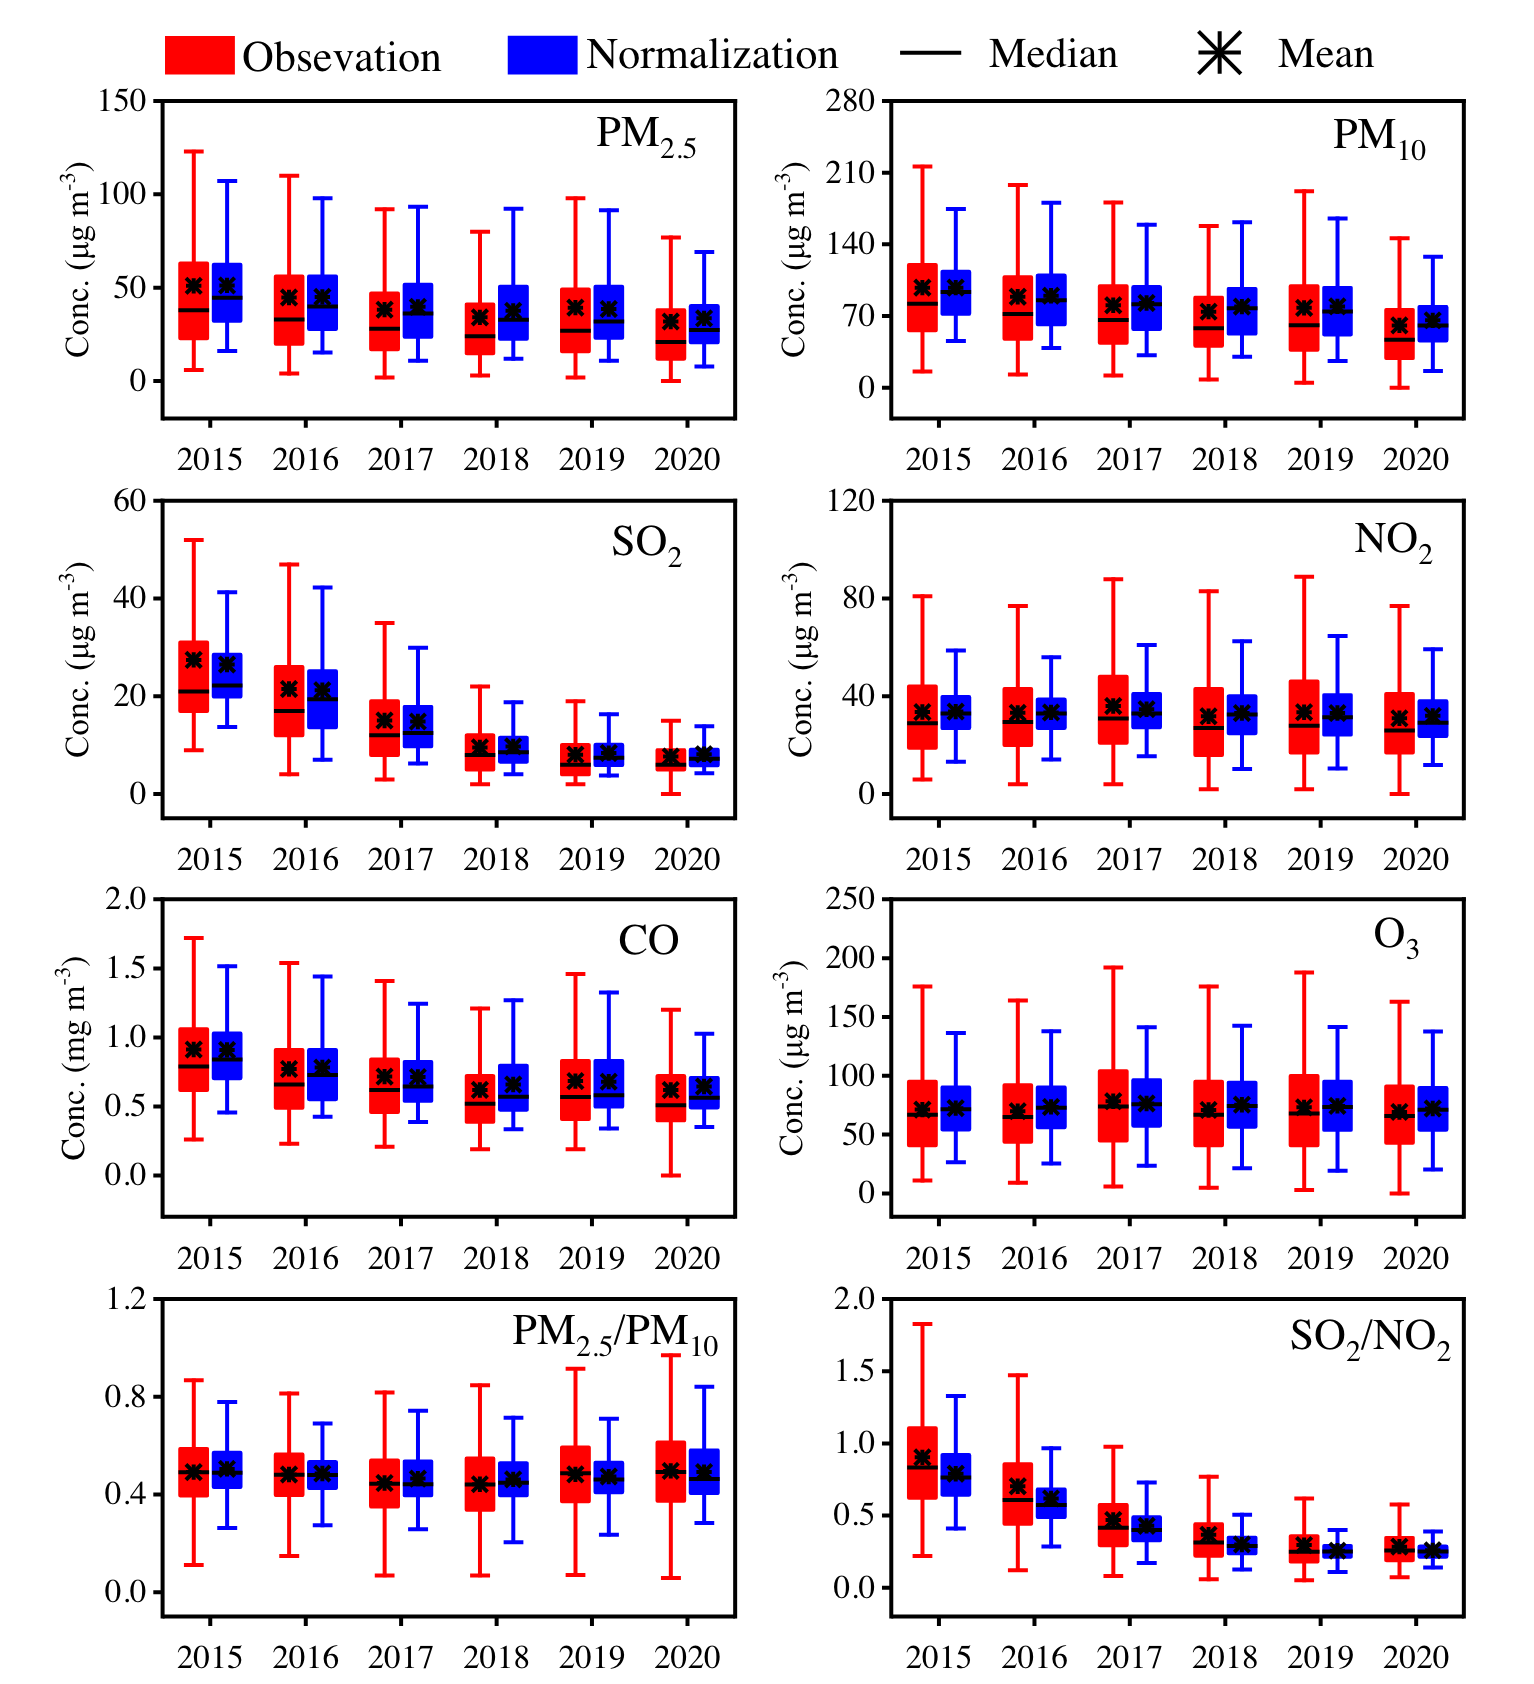 Obsevation Normalization Median Mean
150 100 50 0
Conc. (μg m⁻³)
PM₂.₅
2015 2016 2017 2018 2019 2020
280 210 140 70 0
Conc. (μg m⁻³)
PM₁₀
2015 2016 2017 2018 2019 2020
60 40 20 0
Conc. (μg m⁻³)
SO₂
2015 2016 2017 2018 2019 2020
120 80 40 0
Conc. (μg m⁻³)
NO₂
2015 2016 2017 2018 2019 2020
2.0 1.5 1.0 0.5 0.0
Conc. (mg m⁻³)
CO
2015 2016 2017 2018 2019 2020
250 200 150 100 50 0
Conc. (μg m⁻³)
O₃
2015 2016 2017 2018 2019 2020
1.2 0.8 0.4 0.0
PM₂.₅/PM₁₀
2015 2016 2017 2018 2019 2020
2.0 1.5 1.0 0.5 0.0
SO₂/NO₂
2015 2016 2017 2018 2019 2020